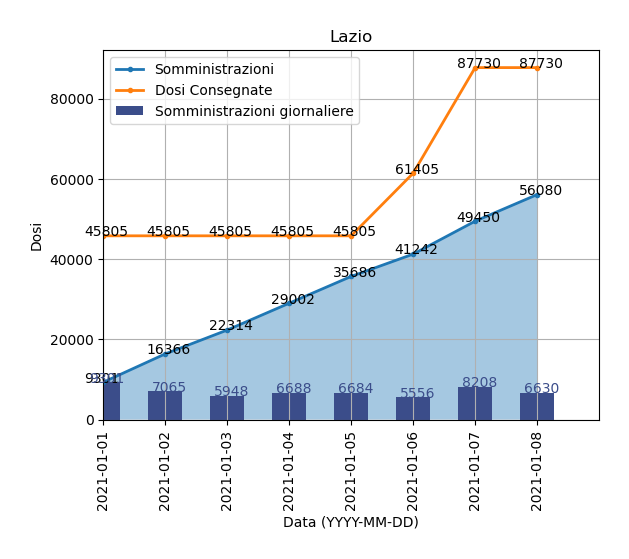 Lazio
Somministrazioni
Dosi Consegnate
Somministrazioni giornaliere
87730 87730
80000
61405
60000
56080
49450
45805 45805 45805 45805 45805
41242
40000
35686
29002
22314
20000
16366
9301
9301 7065 5948 6688 6684 5556 8208 6630
0
Dosi
2021-01-01
2021-01-02
2021-01-03
2021-01-04
2021-01-05
2021-01-06
2021-01-07
2021-01-08
Data (YYYY-MM-DD)